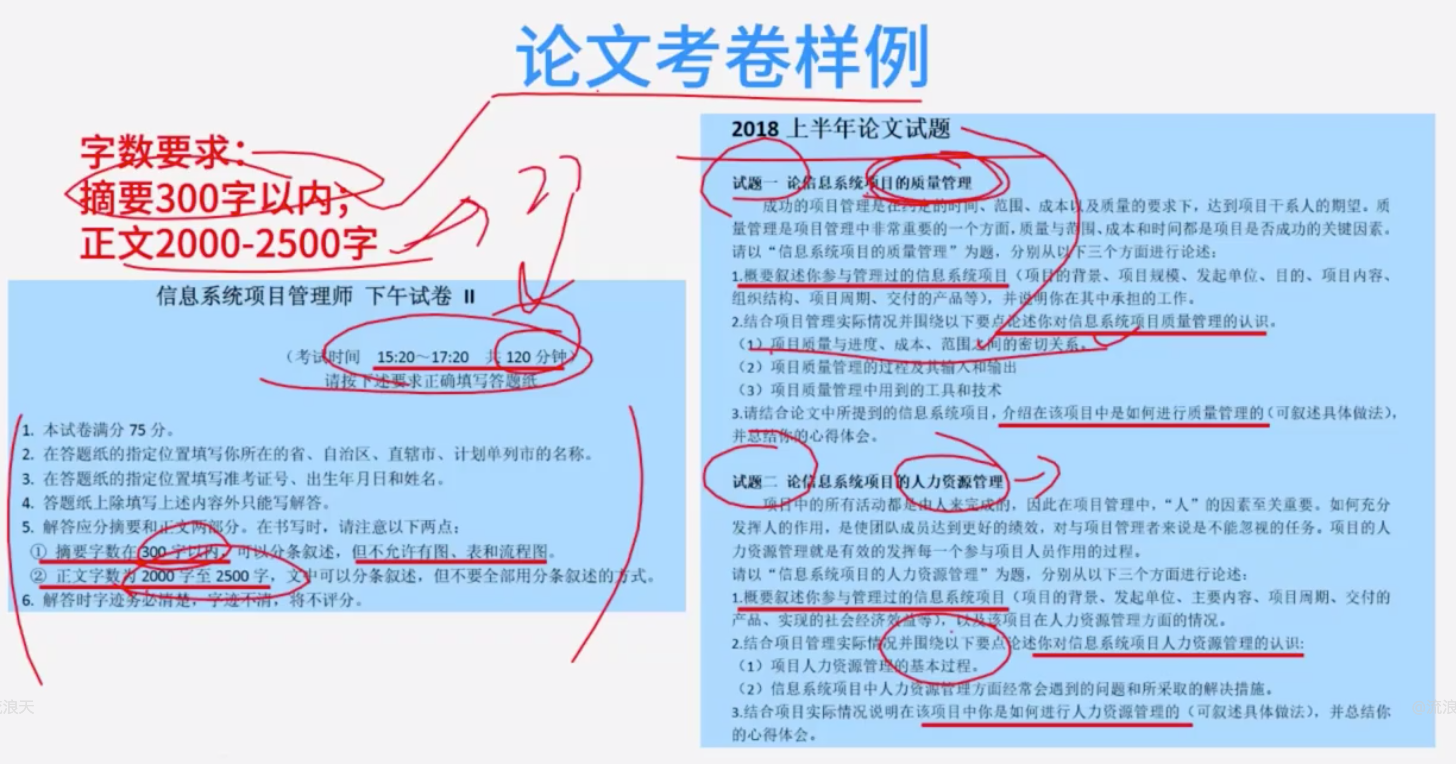 论文考卷样例
字数要求：
摘要300字以内；
正文2000-2500字
信息系统项目管理师 下午试卷 II
（考试时间 15:20～17:20 共 120 分钟）
请按下述要求正确填写答题纸
1. 本试卷满分 75 分。
2. 在答题纸的指定位置填写你所在的省、自治区、直辖市、计划单列市的名称。
3. 在答题纸的指定位置填写准考证号、出生年月日和姓名。
4. 答题纸上除填写上述内容外只能写解答。
5. 解答应分摘要和正文两部分。在书写时，请注意以下两点：
① 摘要字数在 300 字以内，可以分条叙述，但不允许有图、表和流程图。
② 正文字数为 2000 字至 2500 字，文中可以分条叙述，但不要全部用分条叙述的方式。
6. 解答时字迹务必清楚，字迹不清，将不评分。
2018 上半年论文试题
试题一 论信息系统项目的质量管理
成功的项目管理是在约定的时间、范围、成本以及质量的要求下，达到项目干系人的期望。质
量管理是项目管理中非常重要的一个方面，质量与范围、成本和时间都是项目是否成功的关键因素。
请以“信息系统项目的质量管理”为题，分别从以下三个方面进行论述：
1.概要叙述你参与管理过的信息系统项目（项目的背景、项目规模、发起单位、目的、项目内容、
组织结构、项目周期、交付的产品等），并说明你在其中承担的工作。
2.结合项目管理实际情况并围绕以下要点论述你对信息系统项目质量管理的认识。
（1）项目质量与进度、成本、范围之间的密切关系。
（2）项目质量管理的过程及其输入和输出
（3）项目质量管理中用到的工具和技术
3.请结合论文中所提到的信息系统项目，介绍在该项目中是如何进行质量管理的（可叙述具体做法），
并总结你的心得体会。
试题二 论信息系统项目的人力资源管理
项目中的所有活动都是由人来完成的，因此在项目管理中，“人”的因素至关重要。如何充分
发挥人的作用，是使团队成员达到更好的绩效，对与项目管理者来说是不能忽视的任务。项目的人
力资源管理就是有效的发挥每一个参与项目人员作用的过程。
请以“信息系统项目的人力资源管理”为题，分别从以下三个方面进行论述：
1.概要叙述你参与管理过的信息系统项目（项目的背景、发起单位、主要内容、项目周期、交付的
产品、实现的社会经济效益等），以及该项目在人力资源管理方面的情况。
2.结合项目管理实际情况并围绕以下要点论述你对信息系统项目人力资源管理的认识:
（1）项目人力资源管理的基本过程。
（2）信息系统项目中人力资源管理方面经常会遇到的问题和所采取的解决措施。
3.结合项目实际情况说明在该项目中你是如何进行人力资源管理的（可叙述具体做法），并总结你
的心得体会。